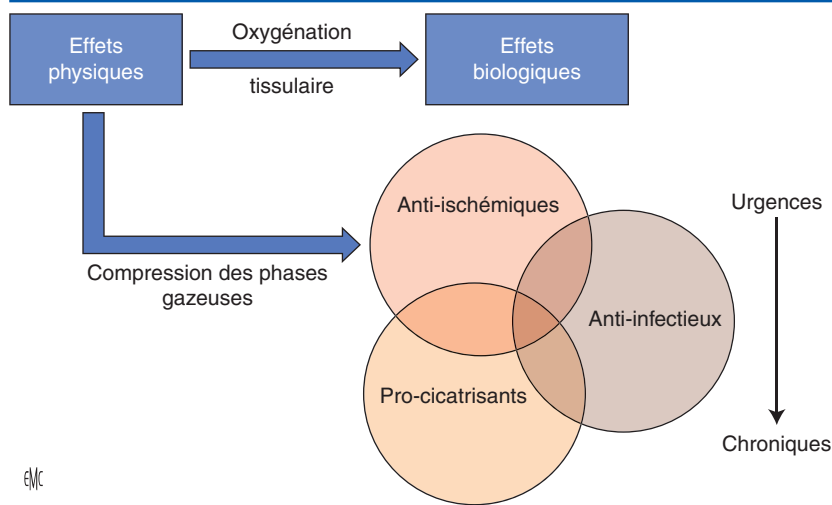 Effets
physiques
Oxygénation
tissulaire
Effets
biologiques
Compression des phases
gazeuses
Anti-ischémiques
Anti-infectieux
Pro-cicatrisants
Urgences
Chroniques
EMC